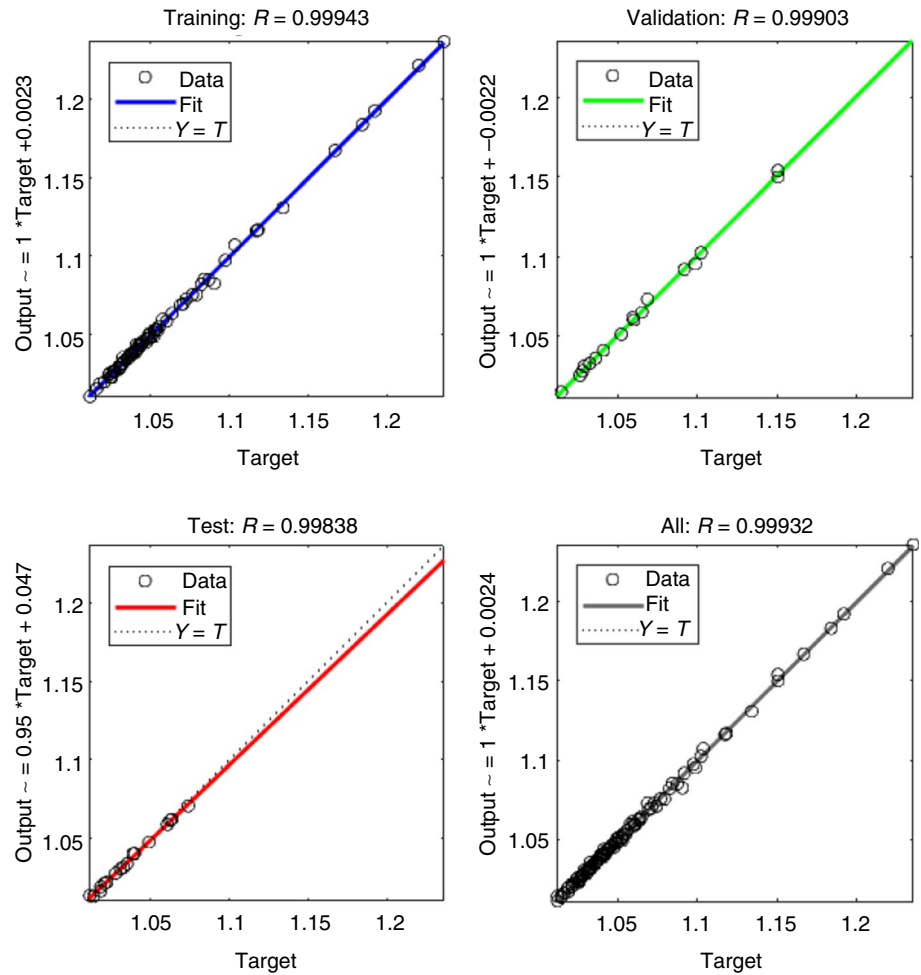 Training: R = 0.99943
Output ~ = 1 *Target +0.0023
Data
Fit
Y = T
1.2
1.15
1.1
1.05
1.05
1.1
1.15
1.2
Target
Validation: R = 0.99903
Output ~ = 1 *Target + −0.0022
Data
Fit
Y = T
1.2
1.15
1.1
1.05
1.05
1.1
1.15
1.2
Target
Test: R = 0.99838
Output ~ = 0.95 *Target + 0.047
Data
Fit
Y = T
1.2
1.15
1.1
1.05
1.05
1.1
1.15
1.2
Target
All: R = 0.99932
Output ~ = 1 *Target + 0.0024
Data
Fit
Y = T
1.2
1.15
1.1
1.05
1.05
1.1
1.15
1.2
Target